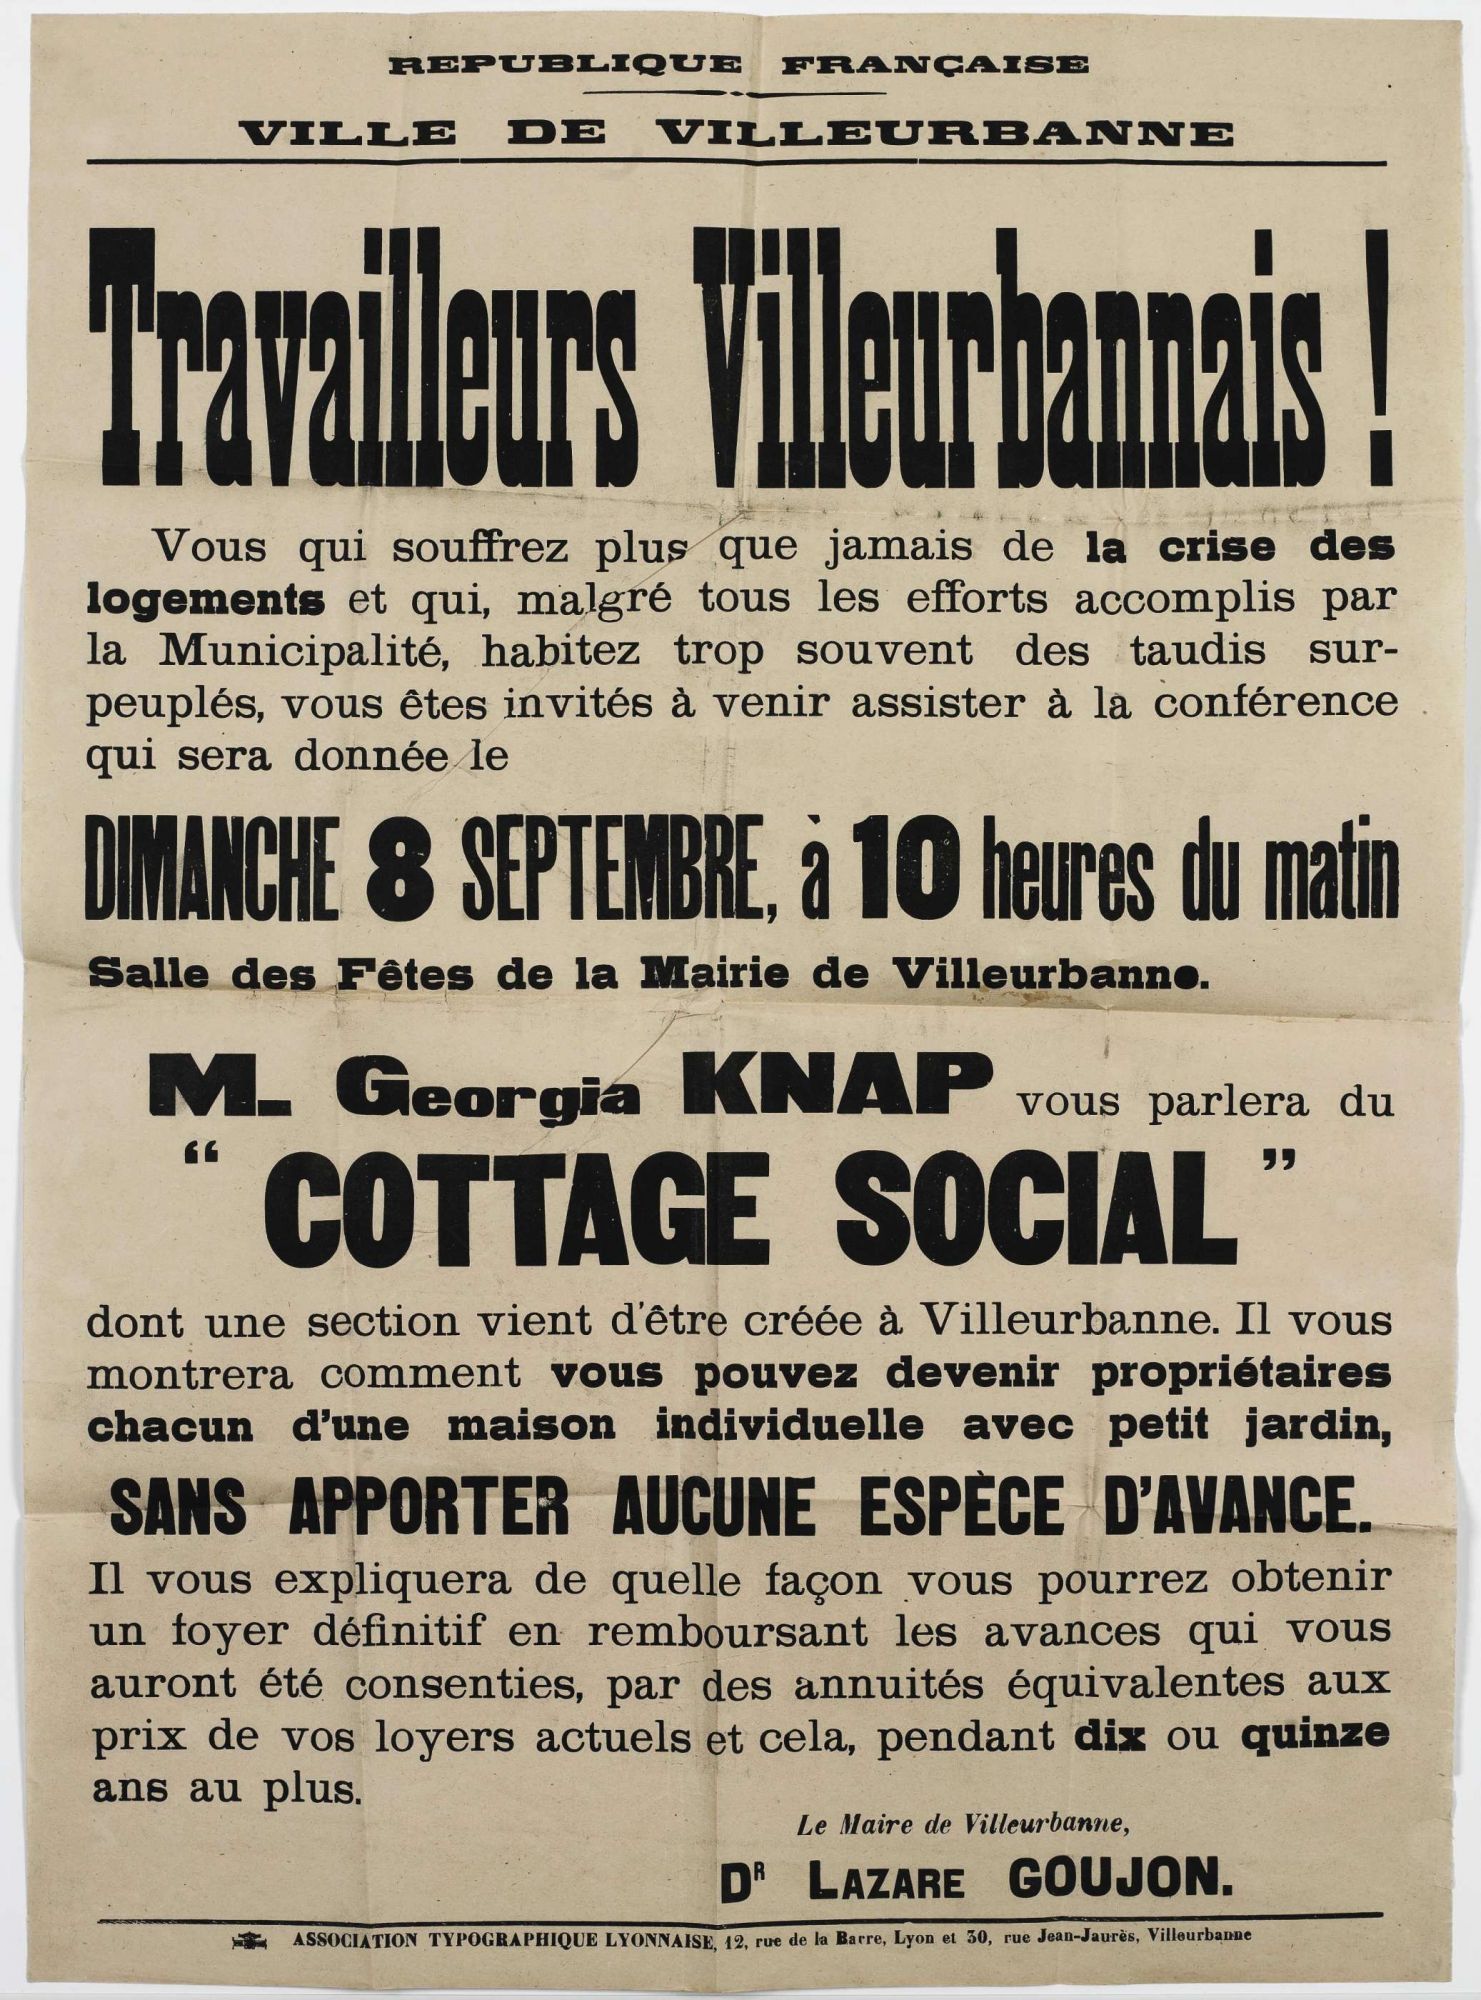 REPUBLIQUE FRANÇAISE
VILLE DE VILLEURBANNE
Travailleurs Villeurbannais !
Vous qui souffrez plus que jamais de la crise des
logements et qui, malgré tous les efforts accomplis par
la Municipalité, habitez trop souvent des taudis sur-
peuplés, vous êtes invités à venir assister à la conférence
qui sera donnée le
DIMANCHE 8 SEPTEMBRE, à 10 heures du matin
Salle des Fêtes de la Mairie de Villeurbanne.
M. Georgia KNAP vous parlera du
“ COTTAGE SOCIAL ”
dont une section vient d'être créée à Villeurbanne. Il vous
montrera comment vous pouvez devenir propriétaires
chacun d'une maison individuelle avec petit jardin,
SANS APPORTER AUCUNE ESPÈCE D'AVANCE.
Il vous expliquera de quelle façon vous pourrez obtenir
un foyer définitif en remboursant les avances qui vous
auront été consenties, par des annuités équivalentes aux
prix de vos loyers actuels et cela, pendant dix ou quinze
ans au plus.
Le Maire de Villeurbanne,
Dr LAZARE GOUJON.
ASSOCIATION TYPOGRAPHIQUE LYONNAISE, 12, rue de la Barre, Lyon et 30, rue Jean-Jaurès, Villeurbanne